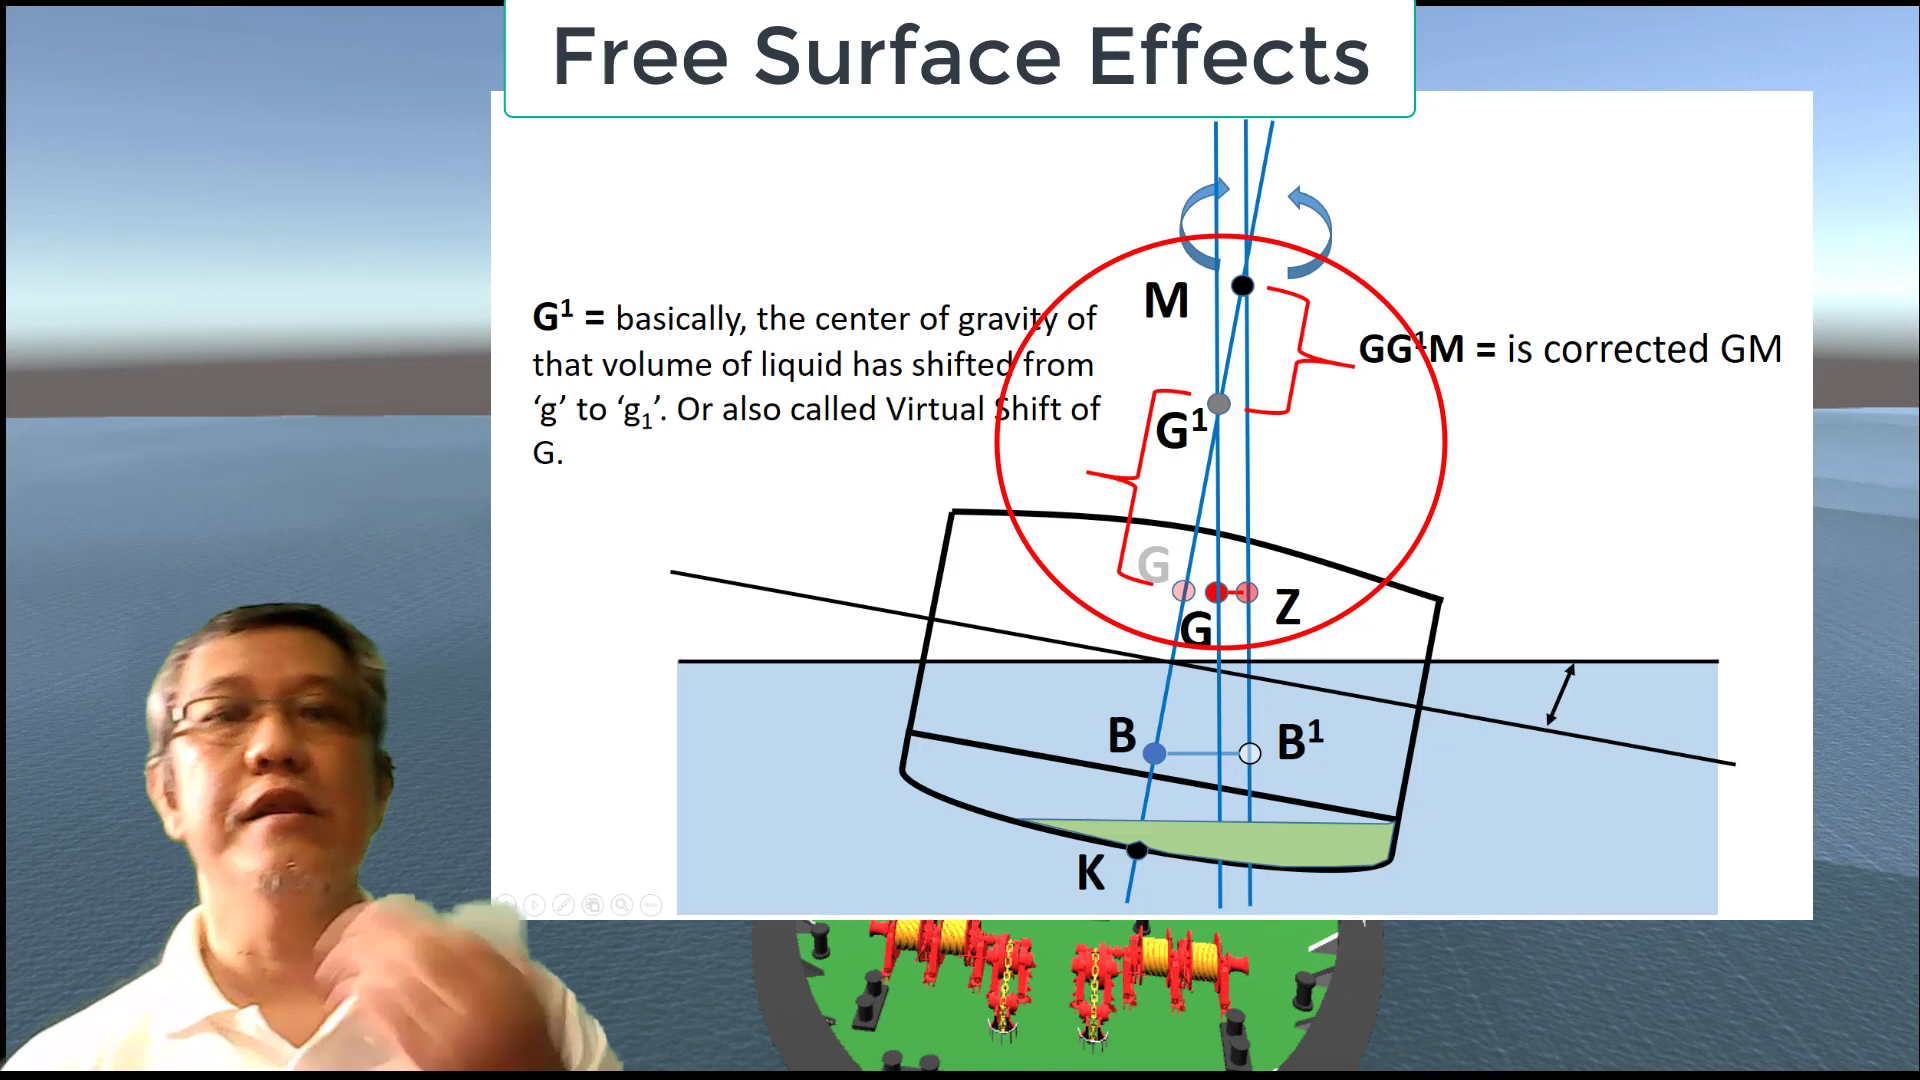 Free Surface Effects
M
G¹ = basically, the center of gravity of
that volume of liquid has shifted from
‘g’ to ‘g₁’. Or also called Virtual Shift of
G.
GG¹M = is corrected GM
G¹
G
Z
G
B
B¹
K